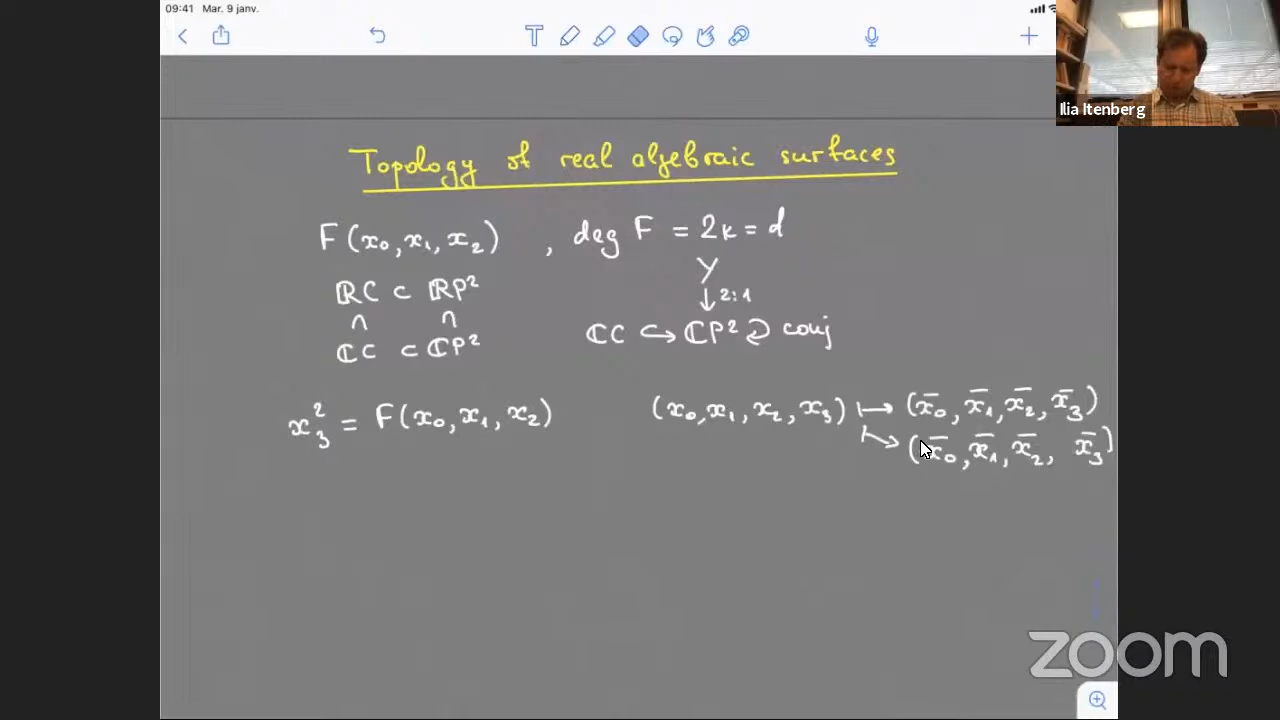 09:41 Mar. 9 janv.
Ilia Itenberg
Topology of real algebraic surfaces
F(x₀,x₁,x₂) , deg F = 2k = d
ℝC ⊂ ℝP²
∩ ∩
ℂC ⊂ ℂP²
Y
↓ 2:1
ℂC ↪ ℂP² ⊋ conj
x₃² = F(x₀,x₁,x₂)
(x₀,x₁,x₂,x₃) ↦ (x̄₀,x̄₁,x̄₂,x̄₃)
↦ (x̄₀,x̄₁,x̄₂, x̄₃)
zoom